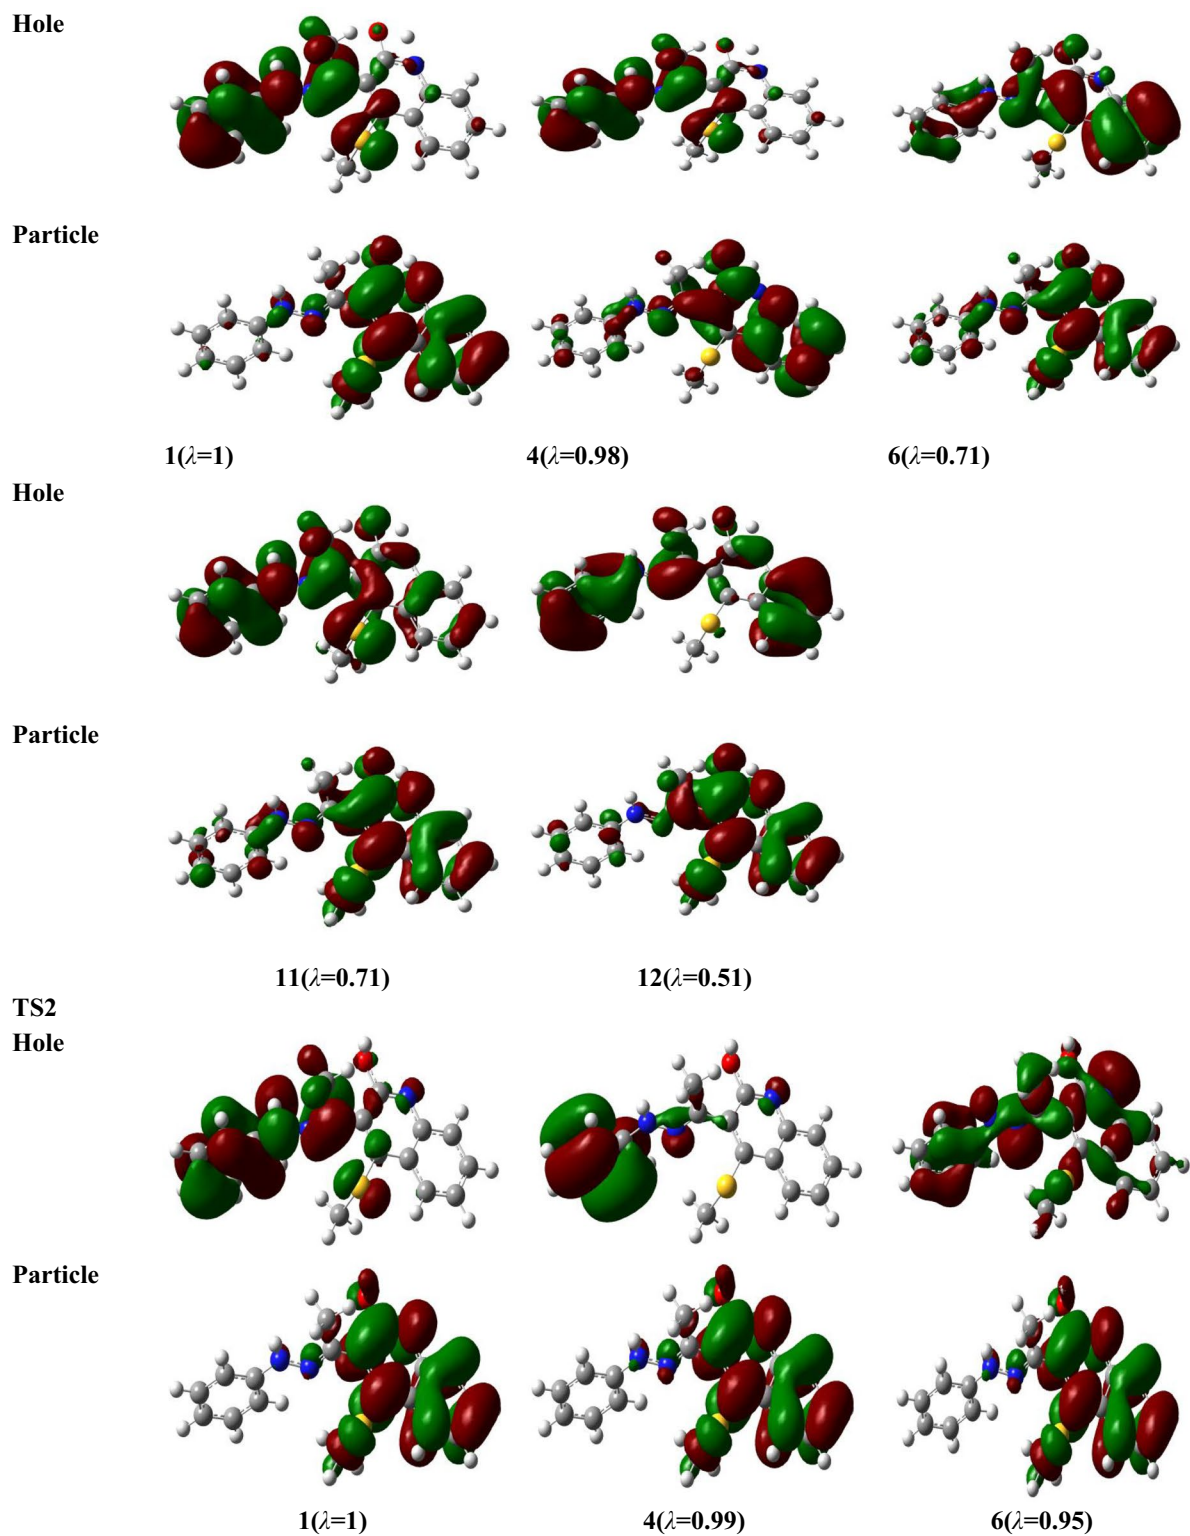 Hole
Particle
1(λ=1) 4(λ=0.98) 6(λ=0.71)
Hole
Particle
11(λ=0.71) 12(λ=0.51)
TS2
Hole
Particle
1(λ=1) 4(λ=0.99) 6(λ=0.95)